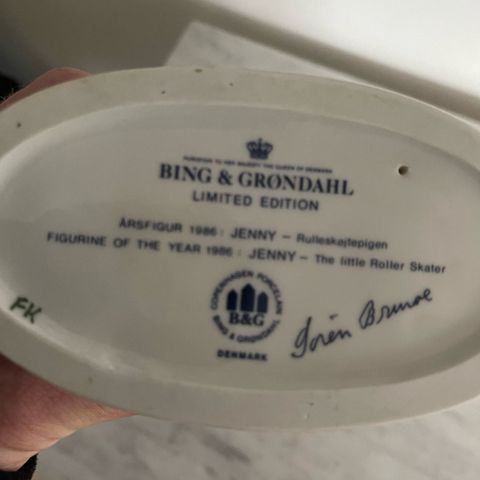 PURVEYOR TO HER MAJESTY THE QUEEN OF DENMARK
BING & GRØNDAHL
LIMITED EDITION
ÅRSFIGUR 1986: JENNY – Rulleskøjtepigen
FIGURINE OF THE YEAR 1986: JENNY – The little Roller Skater
COPENHAGEN PORCELAIN
B&G
BING & GRØNDAHL
DENMARK
FK